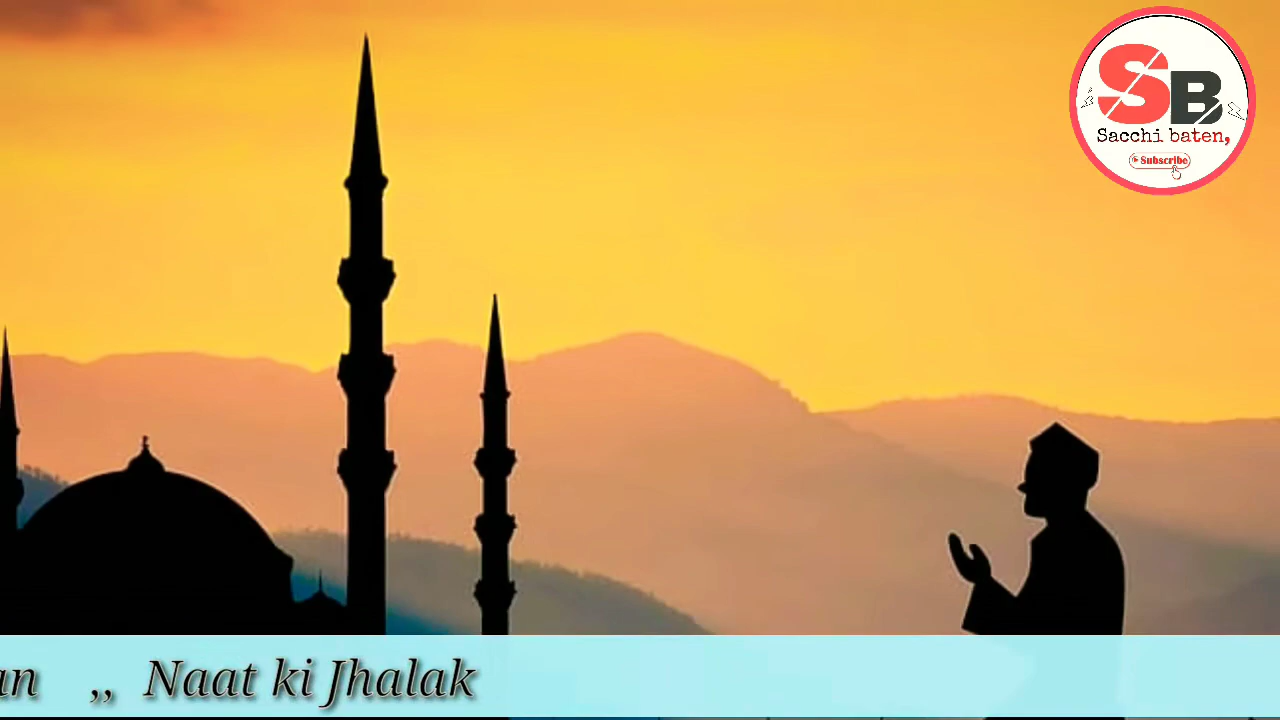 SB
Sacchi baten,
Subscribe
an ,, Naat ki Jhalak